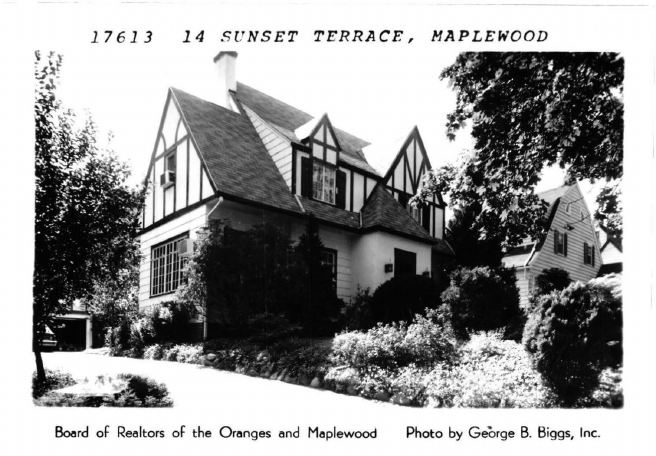 17613 14 SUNSET TERRACE, MAPLEWOOD
Board of Realtors of the Oranges and Maplewood Photo by George B. Biggs, Inc.